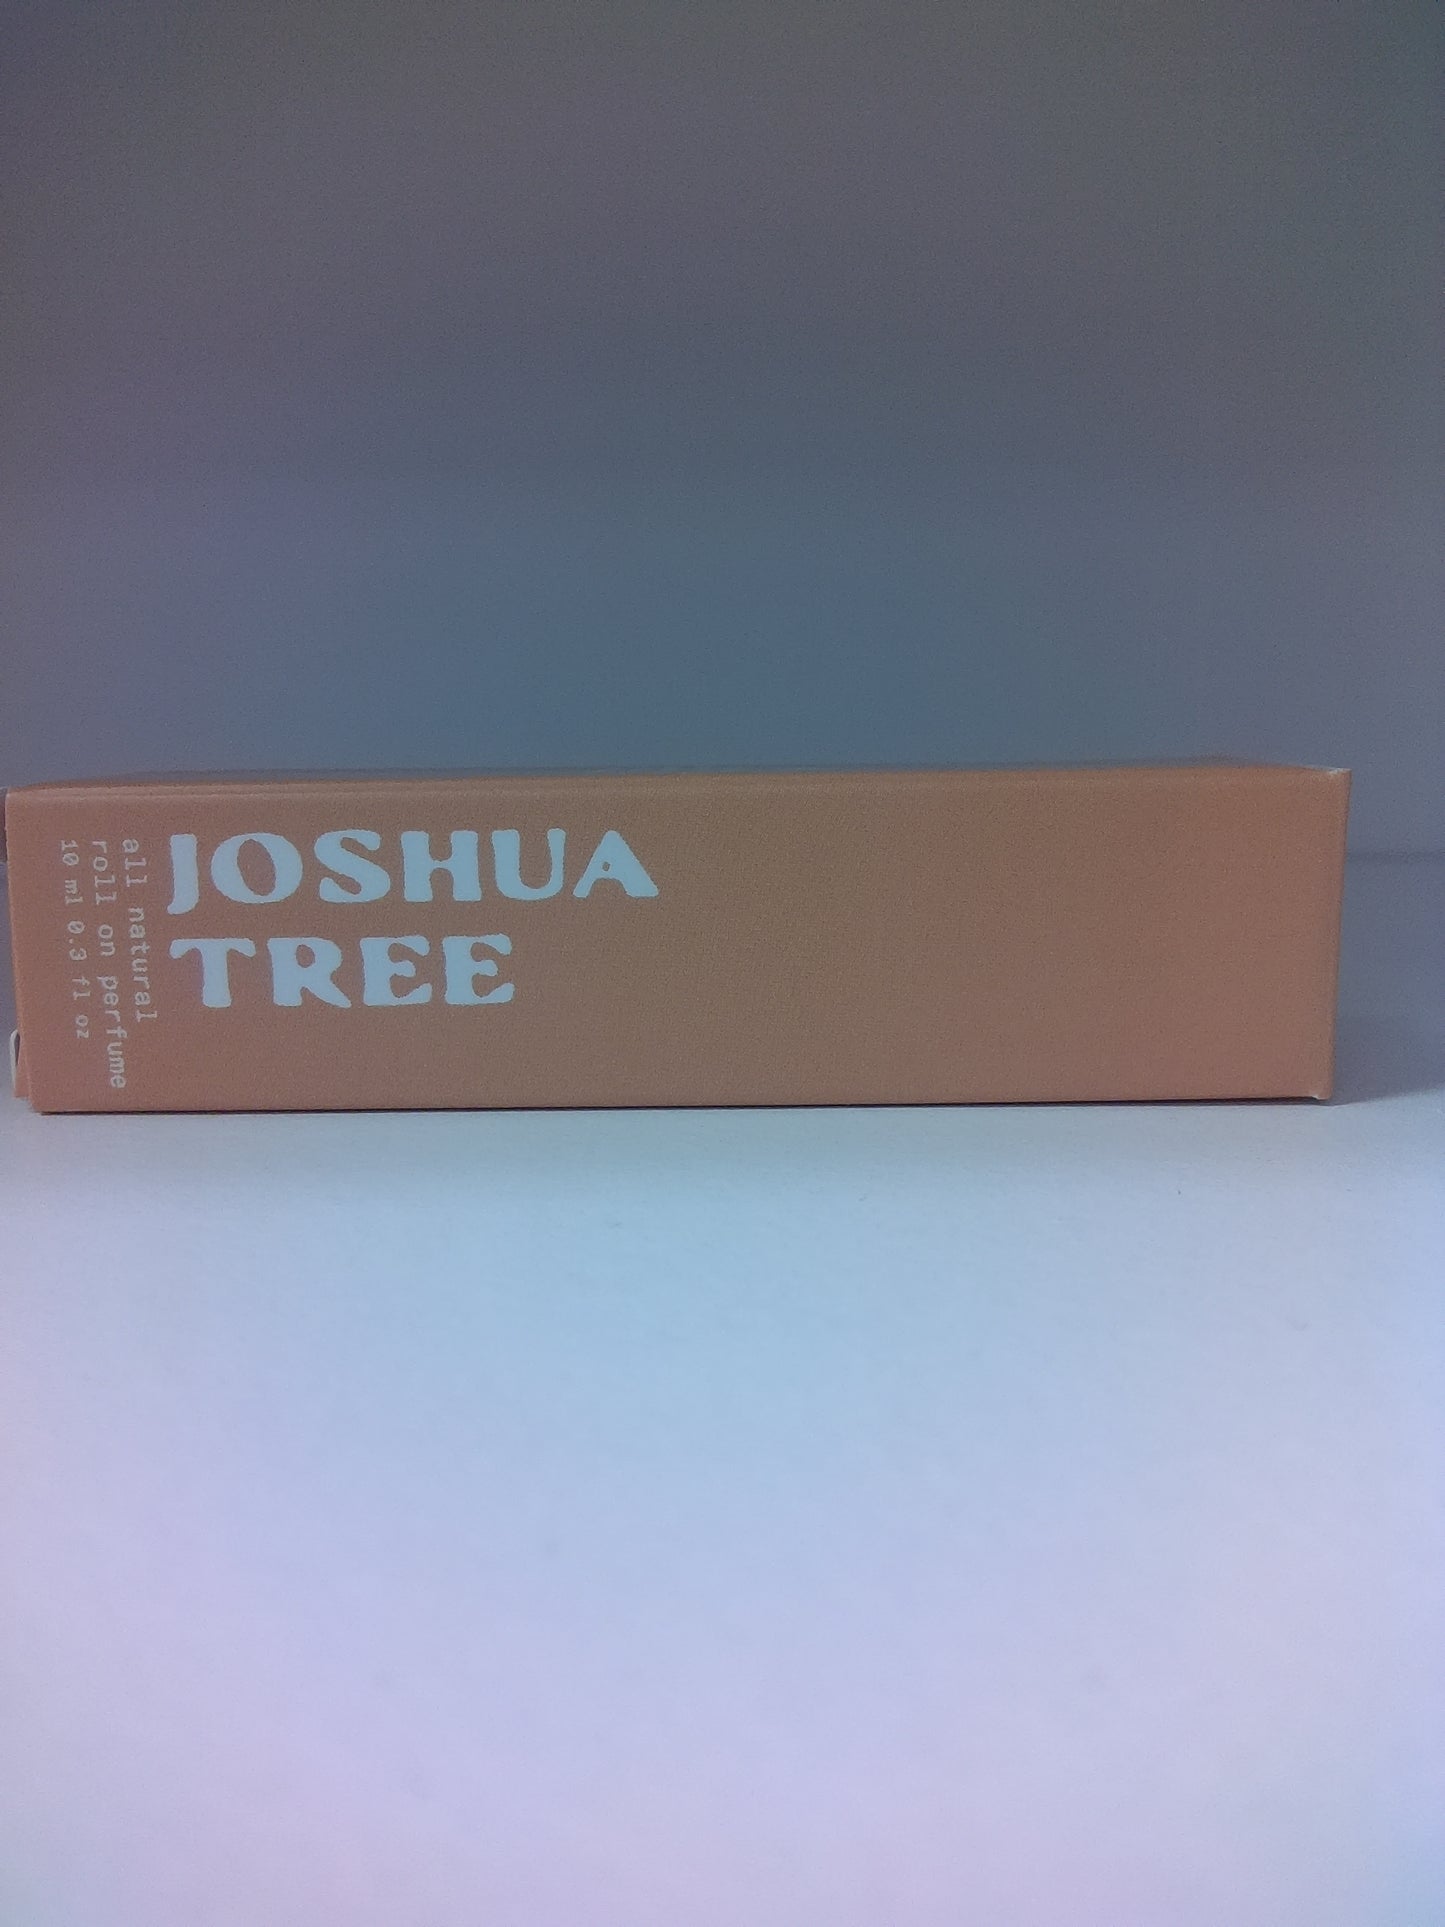 JOSHUA
TREE
all natural
roll on perfume
10 ml 0.3 fl oz